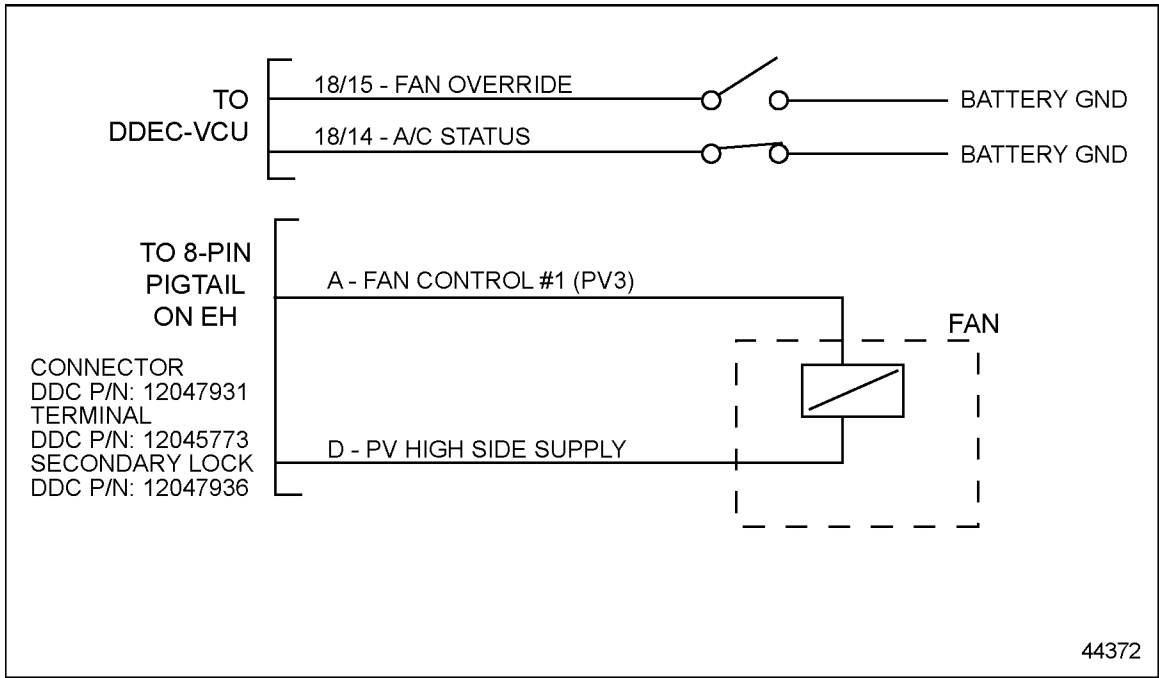 18/15 - FAN OVERRIDE
TO
DDEC-VCU
BATTERY GND
18/14 - A/C STATUS
BATTERY GND
TO 8-PIN
PIGTAIL
ON EH
A - FAN CONTROL #1 (PV3)
FAN
CONNECTOR
DDC P/N: 12047931
TERMINAL
DDC P/N: 12045773
SECONDARY LOCK
DDC P/N: 12047936
D - PV HIGH SIDE SUPPLY
44372